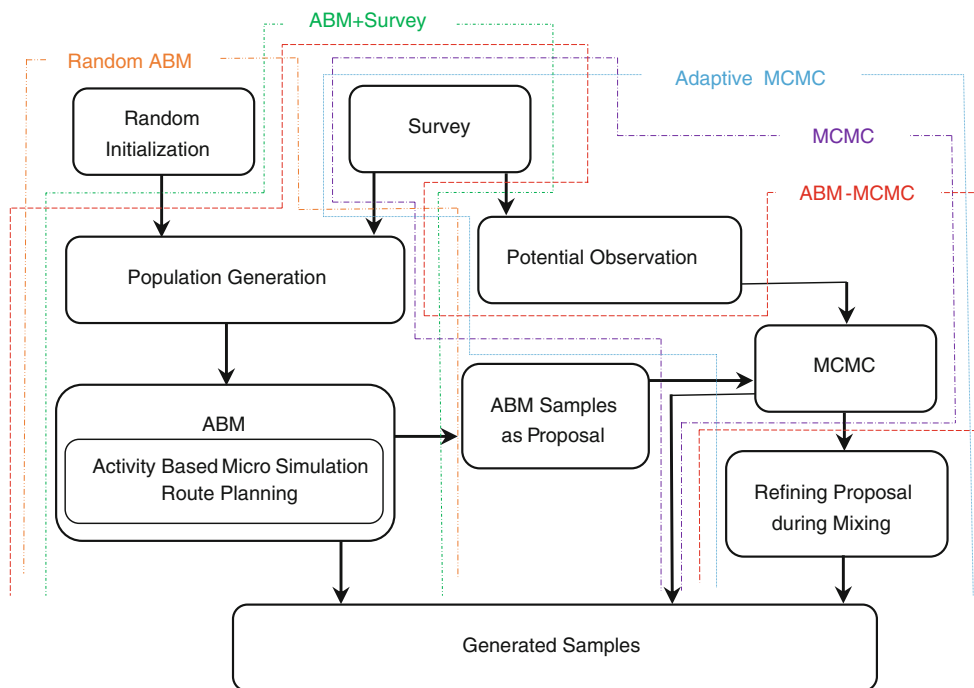 ABM+Survey
Random ABM
Adaptive MCMC
Random
Initialization
Survey
MCMC
ABM-MCMC
Population Generation
Potential Observation
MCMC
ABM
Activity Based Micro Simulation
Route Planning
ABM Samples
as Proposal
Refining Proposal
during Mixing
Generated Samples